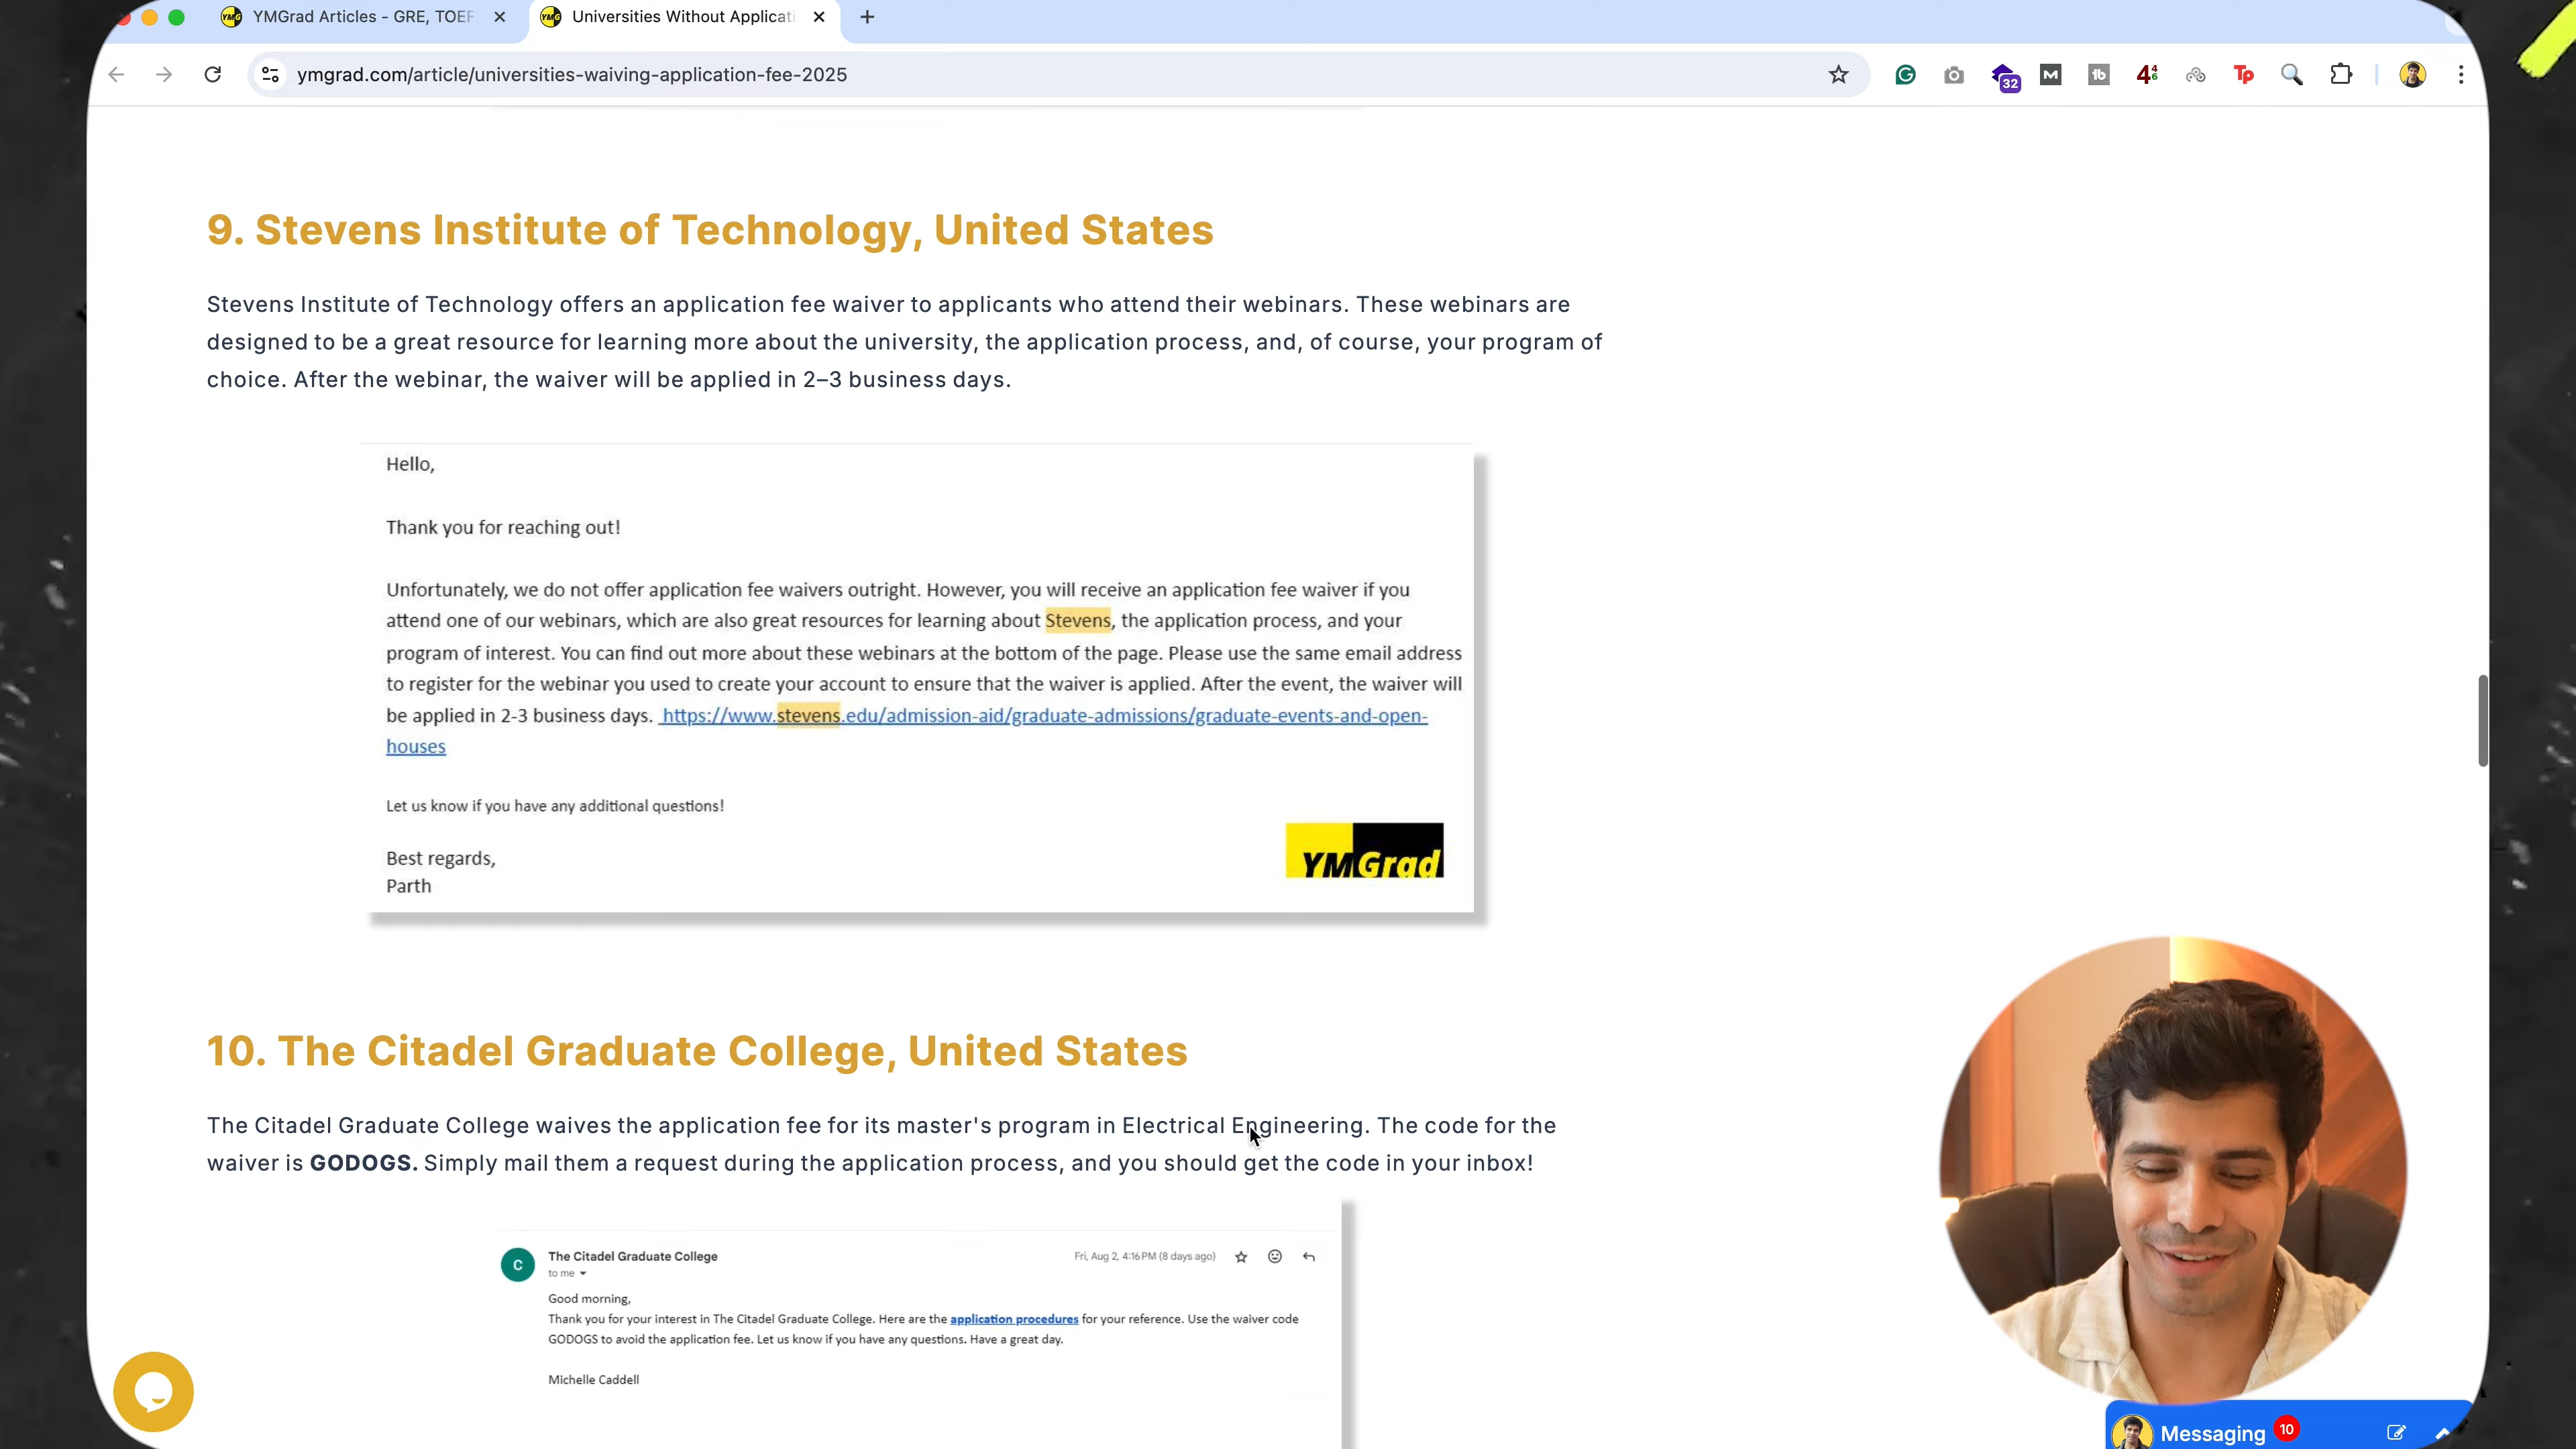 YMGrad Articles - GRE, TOEF
Universities Without Applicati
ymgrad.com/article/universities-waiving-application-fee-2025
32
9. Stevens Institute of Technology, United States
Stevens Institute of Technology offers an application fee waiver to applicants who attend their webinars. These webinars are
designed to be a great resource for learning more about the university, the application process, and, of course, your program of
choice. After the webinar, the waiver will be applied in 2–3 business days.
Hello,
Thank you for reaching out!
Unfortunately, we do not offer application fee waivers outright. However, you will receive an application fee waiver if you
attend one of our webinars, which are also great resources for learning about Stevens, the application process, and your
program of interest. You can find out more about these webinars at the bottom of the page. Please use the same email address
to register for the webinar you used to create your account to ensure that the waiver is applied. After the event, the waiver will
be applied in 2-3 business days. https://www.stevens.edu/admission-aid/graduate-admissions/graduate-events-and-open-
houses
Let us know if you have any additional questions!
Best regards,
Parth
YMGrad
10. The Citadel Graduate College, United States
The Citadel Graduate College waives the application fee for its master's program in Electrical Engineering. The code for the
waiver is GODOGS. Simply mail them a request during the application process, and you should get the code in your inbox!
C
The Citadel Graduate College
Fri, Aug 2, 4:16 PM (8 days ago)
to me
Good morning,
Thank you for your interest in The Citadel Graduate College. Here are the application procedures for your reference. Use the waiver code
GODOGS to avoid the application fee. Let us know if you have any questions. Have a great day.
Michelle Caddell
Messaging 10